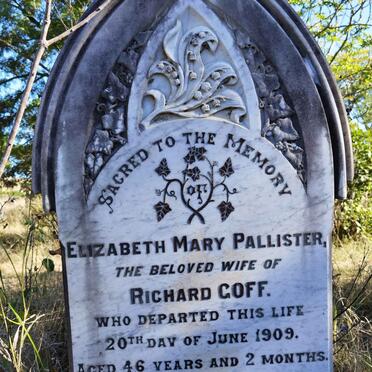 SACRED TO THE MEMORY
OF
ELIZABETH MARY PALLISTER,
THE BELOVED WIFE OF
RICHARD GOFF.
WHO DEPARTED THIS LIFE
20TH DAY OF JUNE 1909.
AGED 46 YEARS AND 2 MONTHS.